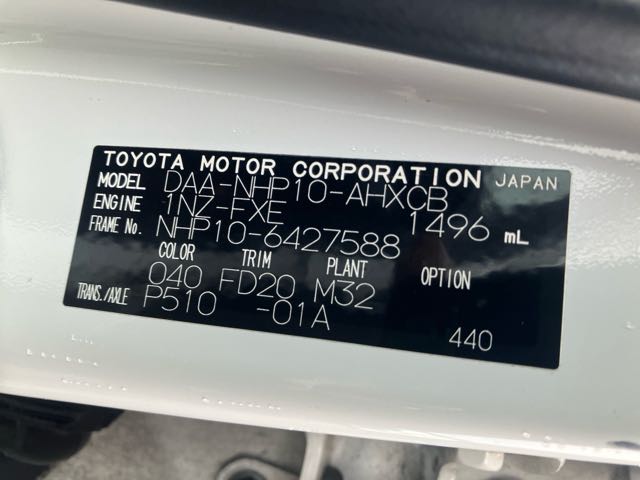 TOYOTA MOTOR CORPORATION JAPAN
MODEL DAA-NHP10-AHXCB
ENGINE 1NZ-FXE 1496 mL
FRAME No. NHP10-6427588
COLOR TRIM PLANT OPTION
040 FD20 M32
TRANS./AXLE P510 -01A
440